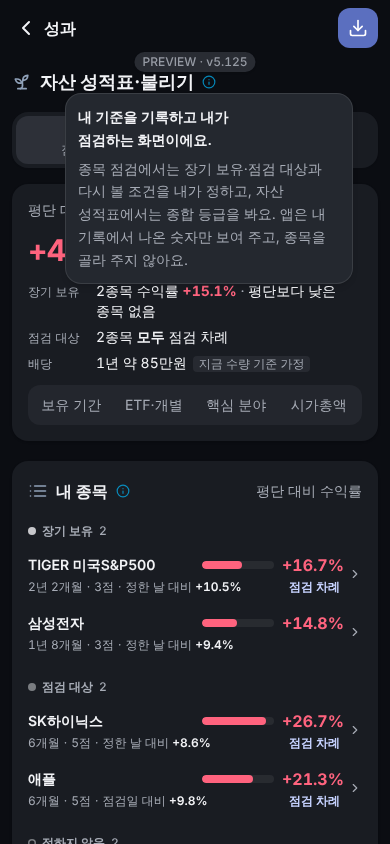 성과
PREVIEW · v5.125
자산 성적표·불리기
내 기준을 기록하고 내가
점검하는 화면이에요.
종목 점검에서는 장기 보유·점검 대상과
다시 볼 조건을 내가 정하고, 자산
성적표에서는 종합 등급을 봐요. 앱은 내
기록에서 나온 숫자만 보여 주고, 종목을
골라 주지 않아요.
평단
+4
장기 보유 2종목 수익률 +15.1% · 평단보다 낮은
종목 없음
점검 대상 2종목 모두 점검 차례
배당 1년 약 85만원 지금 수량 기준 가정
보유 기간 ETF·개별 핵심 분야 시가총액
내 종목 평단 대비 수익률
장기 보유 2
TIGER 미국S&P500 +16.7%
2년 2개월 · 3점 · 정한 날 대비 +10.5% 점검 차례
삼성전자 +14.8%
1년 8개월 · 3점 · 정한 날 대비 +9.4%
점검 대상 2
SK하이닉스 +26.7%
6개월 · 5점 · 정한 날 대비 +8.6% 점검 차례
애플 +21.3%
6개월 · 5점 · 점검일 대비 +9.8% 점검 차례
정하지 않음 2